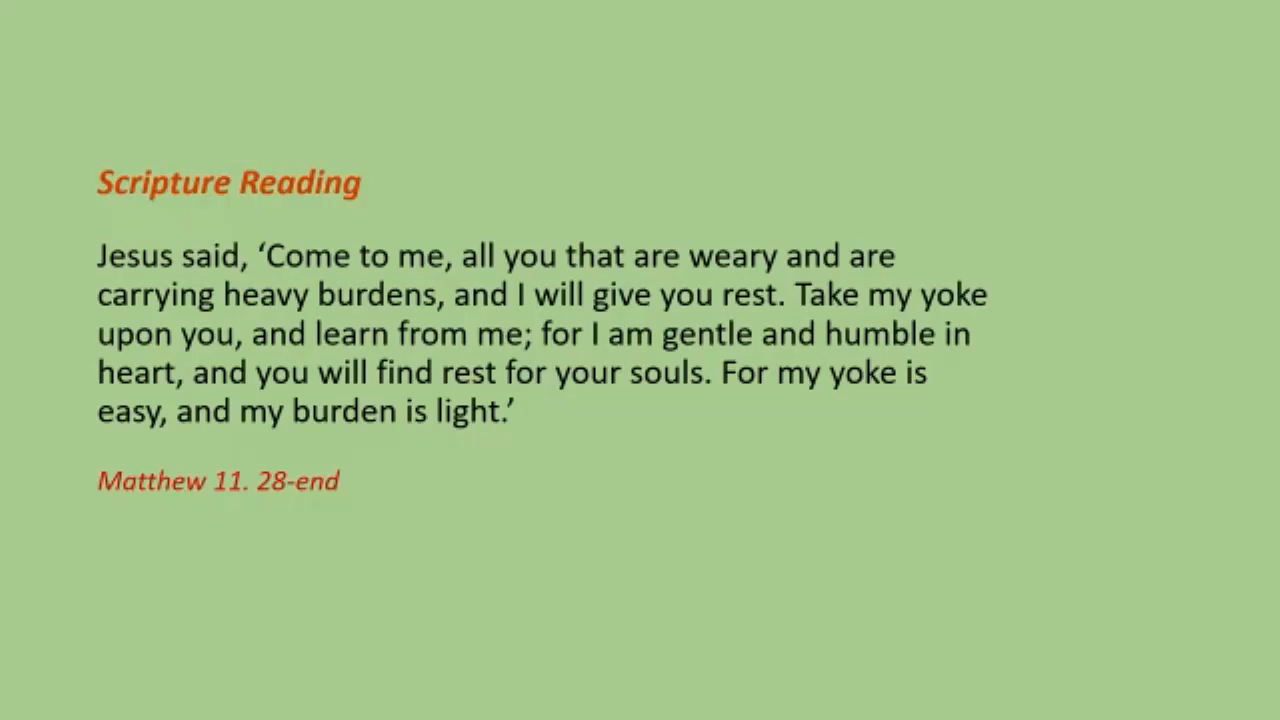 Scripture Reading
Jesus said, ‘Come to me, all you that are weary and are
carrying heavy burdens, and I will give you rest. Take my yoke
upon you, and learn from me; for I am gentle and humble in
heart, and you will find rest for your souls. For my yoke is
easy, and my burden is light.’
Matthew 11. 28-end